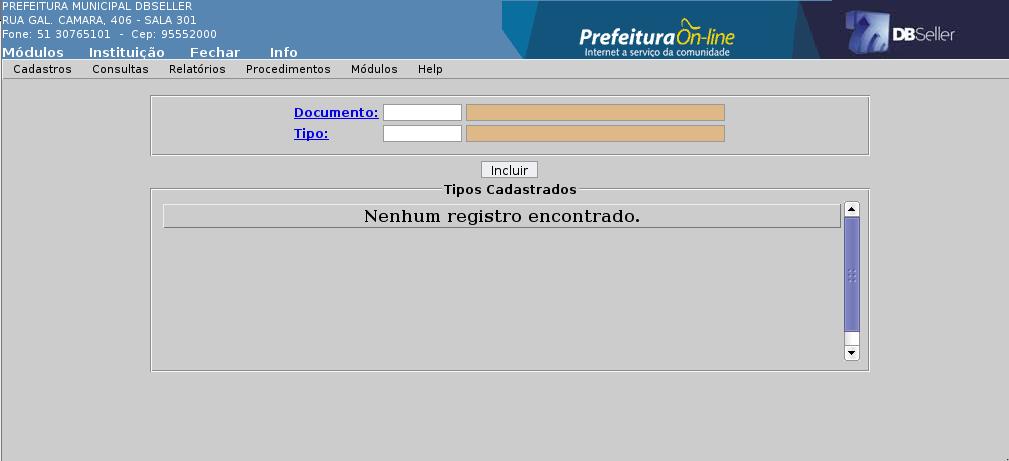 PREFEITURA MUNICIPAL DBSELLER
RUA GAL. CAMARA, 406 - SALA 301
Fone: 51 30765101 - Cep: 95552000
Módulos Instituição Fechar Info
Prefeitura On-line
Internet a serviço da comunidade
DBSeller
Cadastros Consultas Relatórios Procedimentos Módulos Help
Documento:
Tipo:
Incluir
Tipos Cadastrados
Nenhum registro encontrado.